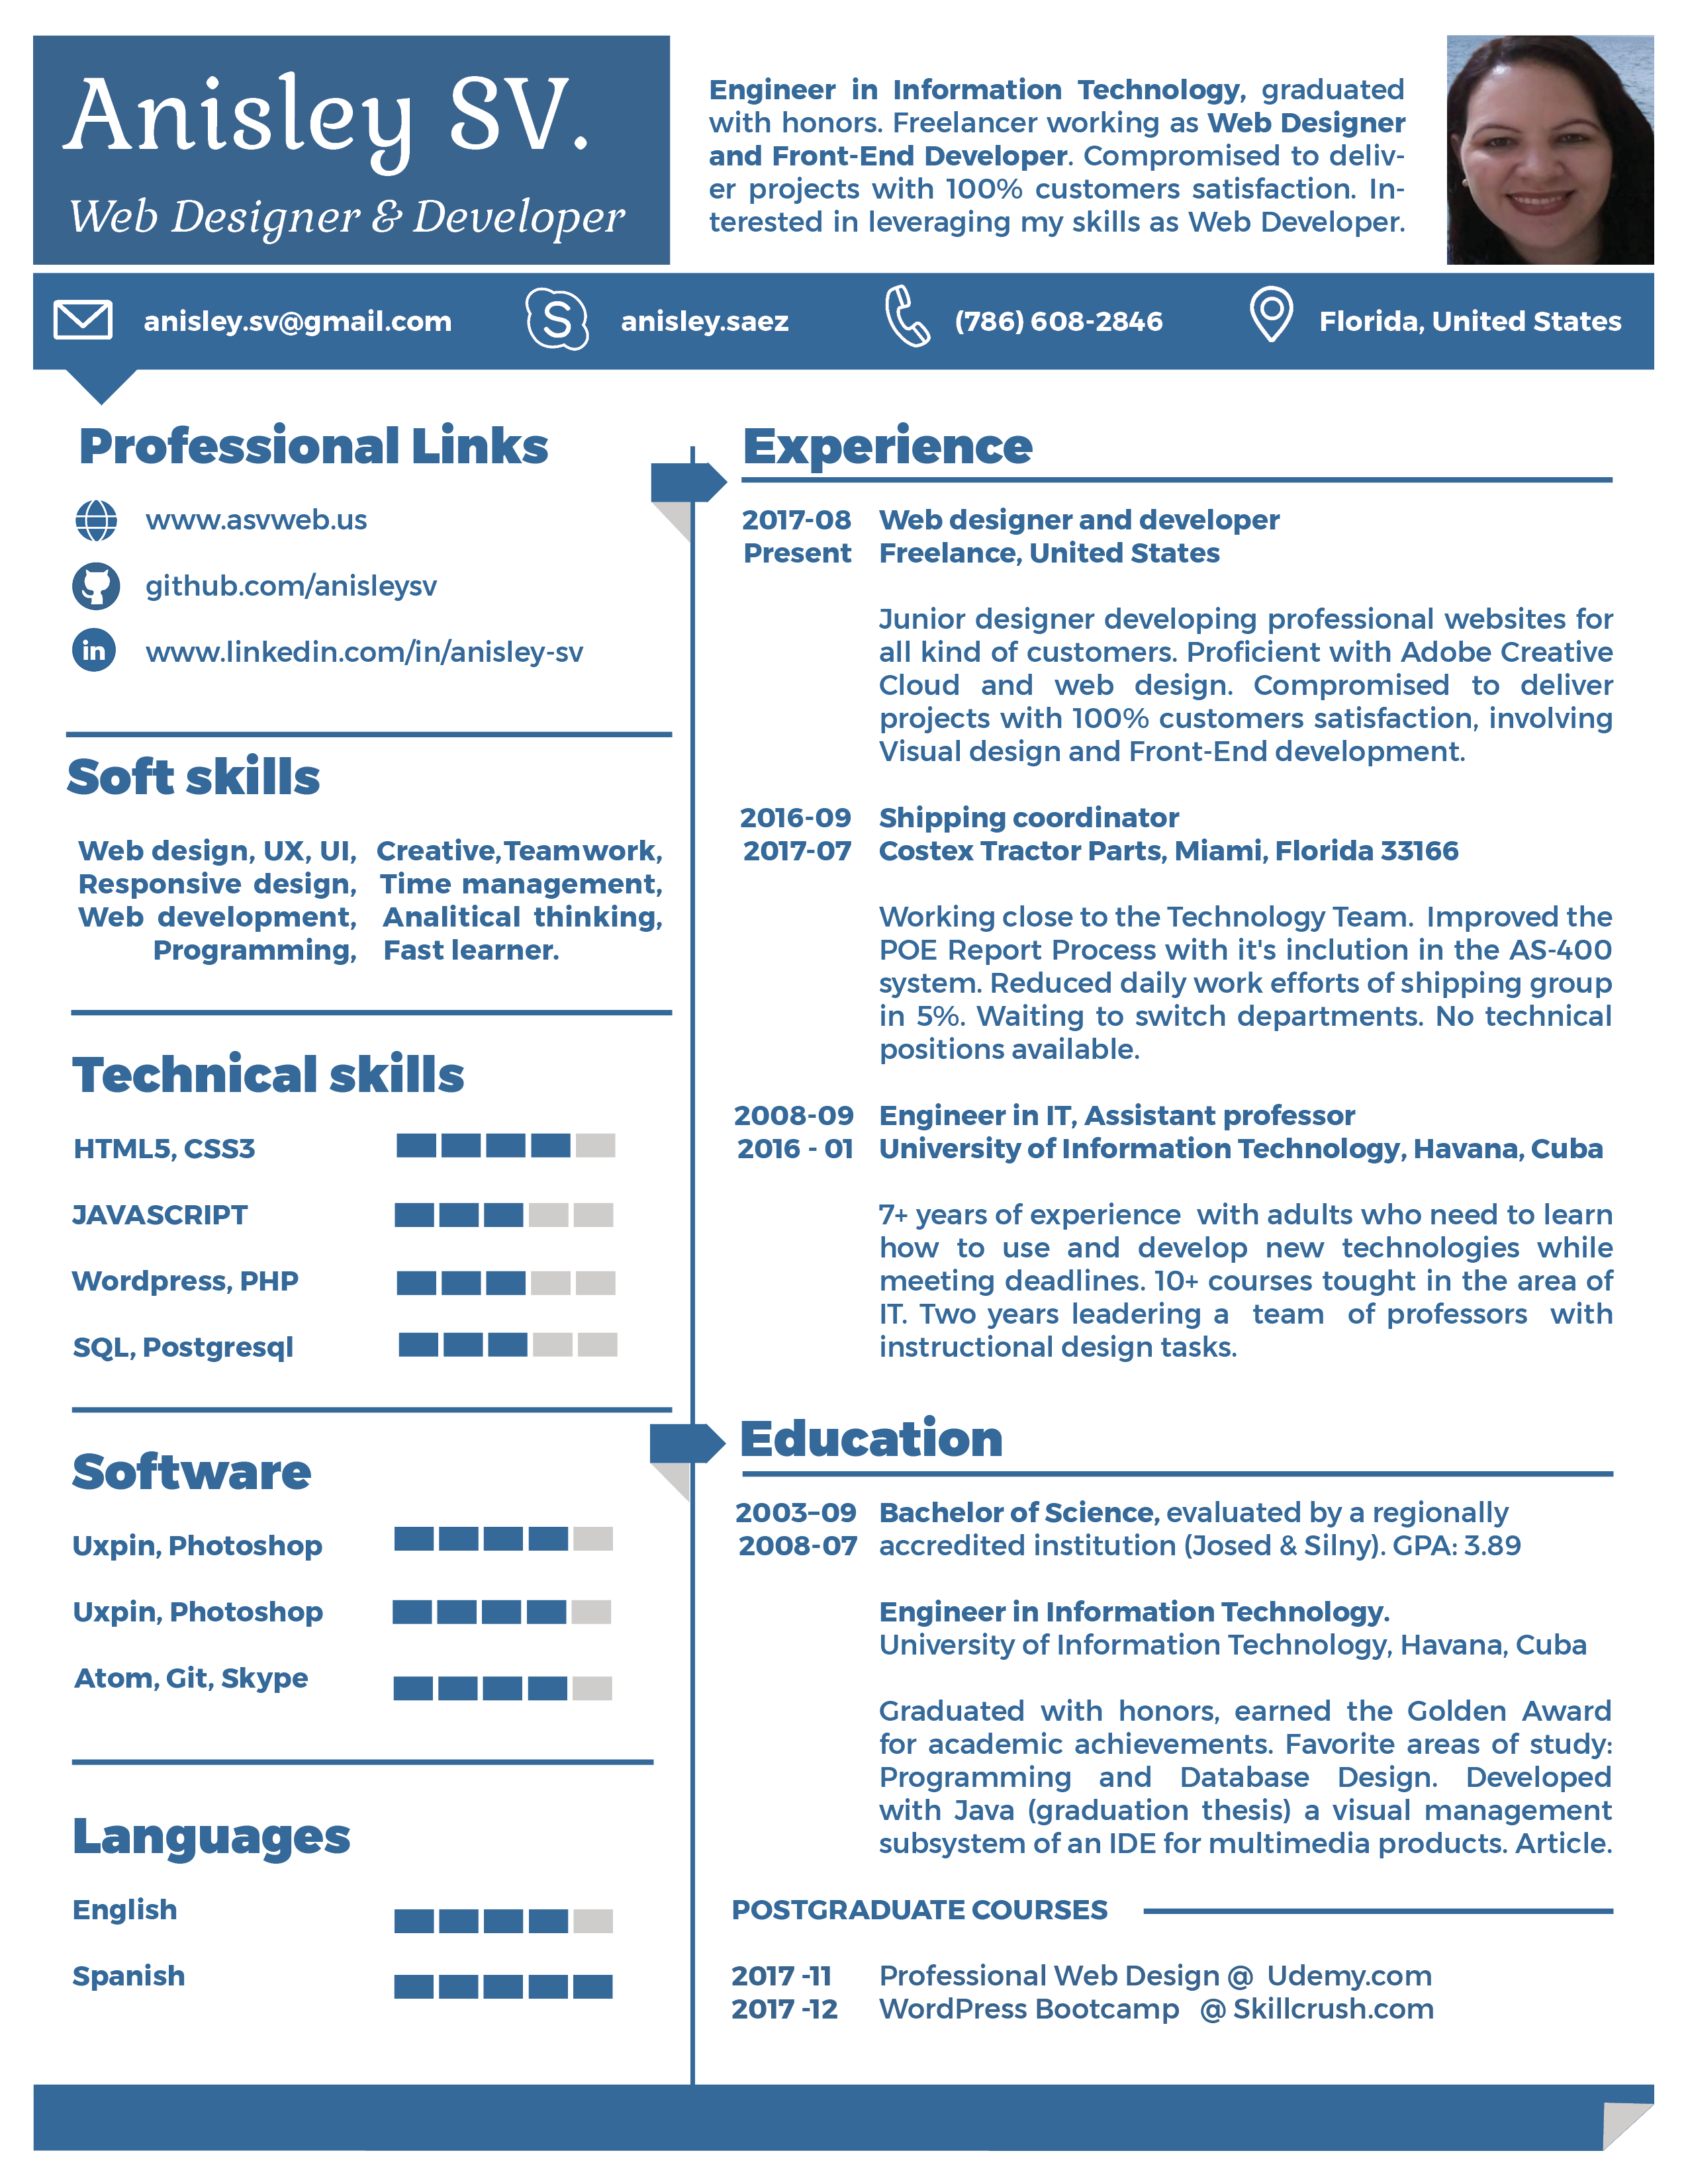 Anisley SV.
Web Designer & Developer
Engineer in Information Technology, graduated
with honors. Freelancer working as Web Designer
and Front-End Developer. Compromised to deliv-
er projects with 100% customers satisfaction. In-
terested in leveraging my skills as Web Developer.
anisley.sv@gmail.com
anisley.saez
(786) 608-2846
Florida, United States
Professional Links
www.asvweb.us
github.com/anisleysv
in
www.linkedin.com/in/anisley-sv
Soft skills
Web design, UX, UI,
Responsive design,
Web development,
Programming,
Creative,Teamwork,
Time management,
Analitical thinking,
Fast learner.
Technical skills
HTML5, CSS3
JAVASCRIPT
Wordpress, PHP
SQL, Postgresql
Software
Uxpin, Photoshop
Uxpin, Photoshop
Atom, Git, Skype
Languages
English
Spanish
Experience
2017-08 Web designer and developer
Present Freelance, United States
Junior designer developing professional websites for
all kind of customers. Proficient with Adobe Creative
Cloud and web design. Compromised to deliver
projects with 100% customers satisfaction, involving
Visual design and Front-End development.
2016-09 Shipping coordinator
2017-07 Costex Tractor Parts, Miami, Florida 33166
Working close to the Technology Team. Improved the
POE Report Process with it's inclution in the AS-400
system. Reduced daily work efforts of shipping group
in 5%. Waiting to switch departments. No technical
positions available.
2008-09 Engineer in IT, Assistant professor
2016 - 01 University of Information Technology, Havana, Cuba
7+ years of experience with adults who need to learn
how to use and develop new technologies while
meeting deadlines. 10+ courses tought in the area of
IT. Two years leadering a team of professors with
instructional design tasks.
Education
2003–09 Bachelor of Science, evaluated by a regionally
2008-07 accredited institution (Josed & Silny). GPA: 3.89
Engineer in Information Technology.
University of Information Technology, Havana, Cuba
Graduated with honors, earned the Golden Award
for academic achievements. Favorite areas of study:
Programming and Database Design. Developed
with Java (graduation thesis) a visual management
subsystem of an IDE for multimedia products. Article.
POSTGRADUATE COURSES
2017 -11 Professional Web Design @ Udemy.com
2017 -12 WordPress Bootcamp @ Skillcrush.com